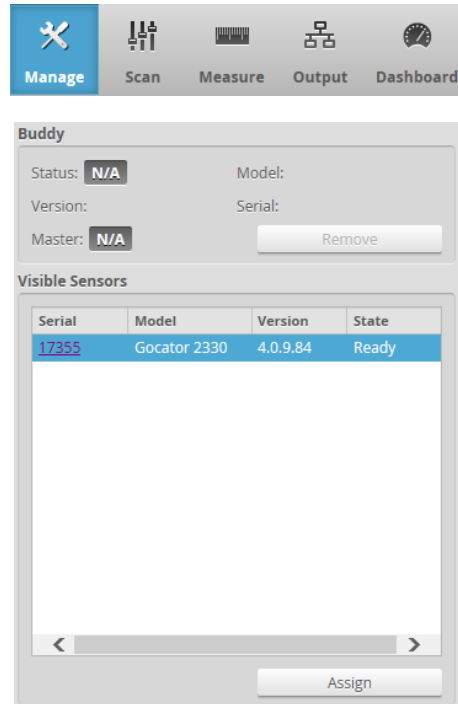 Manage Scan Measure Output Dashboard
Buddy
Status: N/A Model:
Version: Serial:
Master: N/A Remove
Visible Sensors
Serial Model Version State
17355 Gocator 2330 4.0.9.84 Ready
Assign